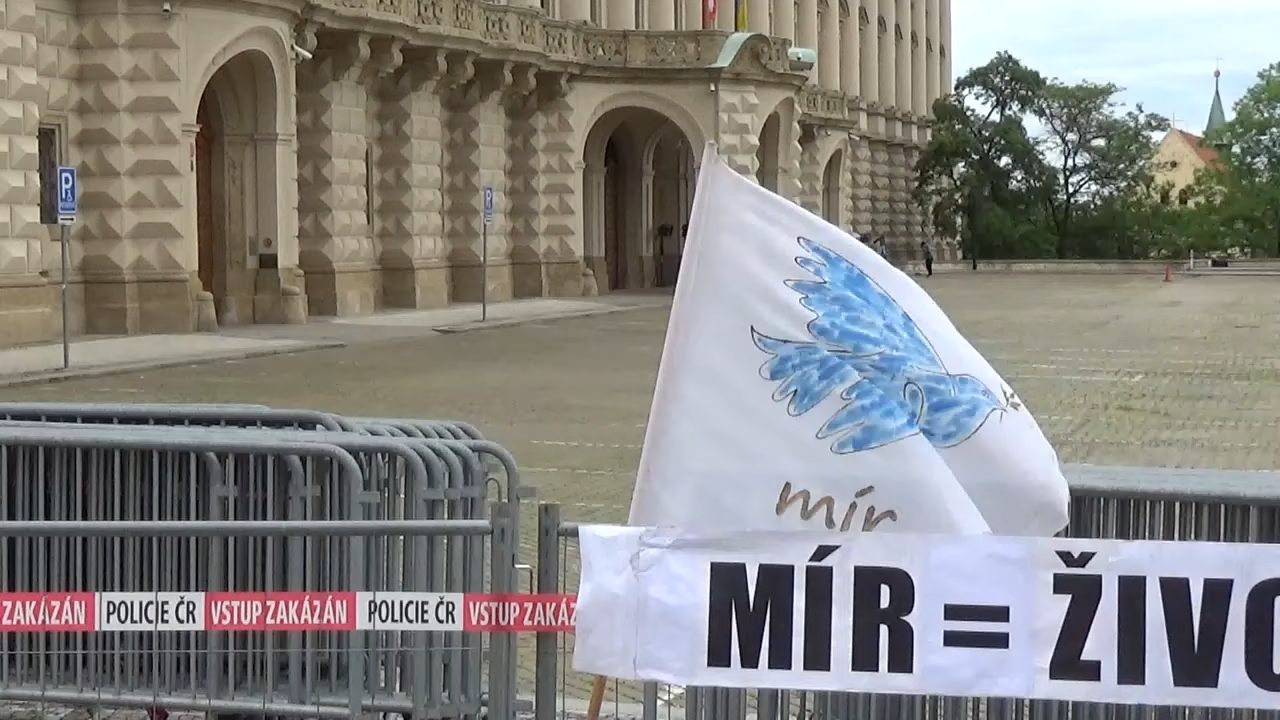 P
P
mír
MÍR = ŽIVO
ZAKÁZÁN POLICIE ČR VSTUP ZAKÁZÁN POLICIE ČR VSTUP ZAKÁZ